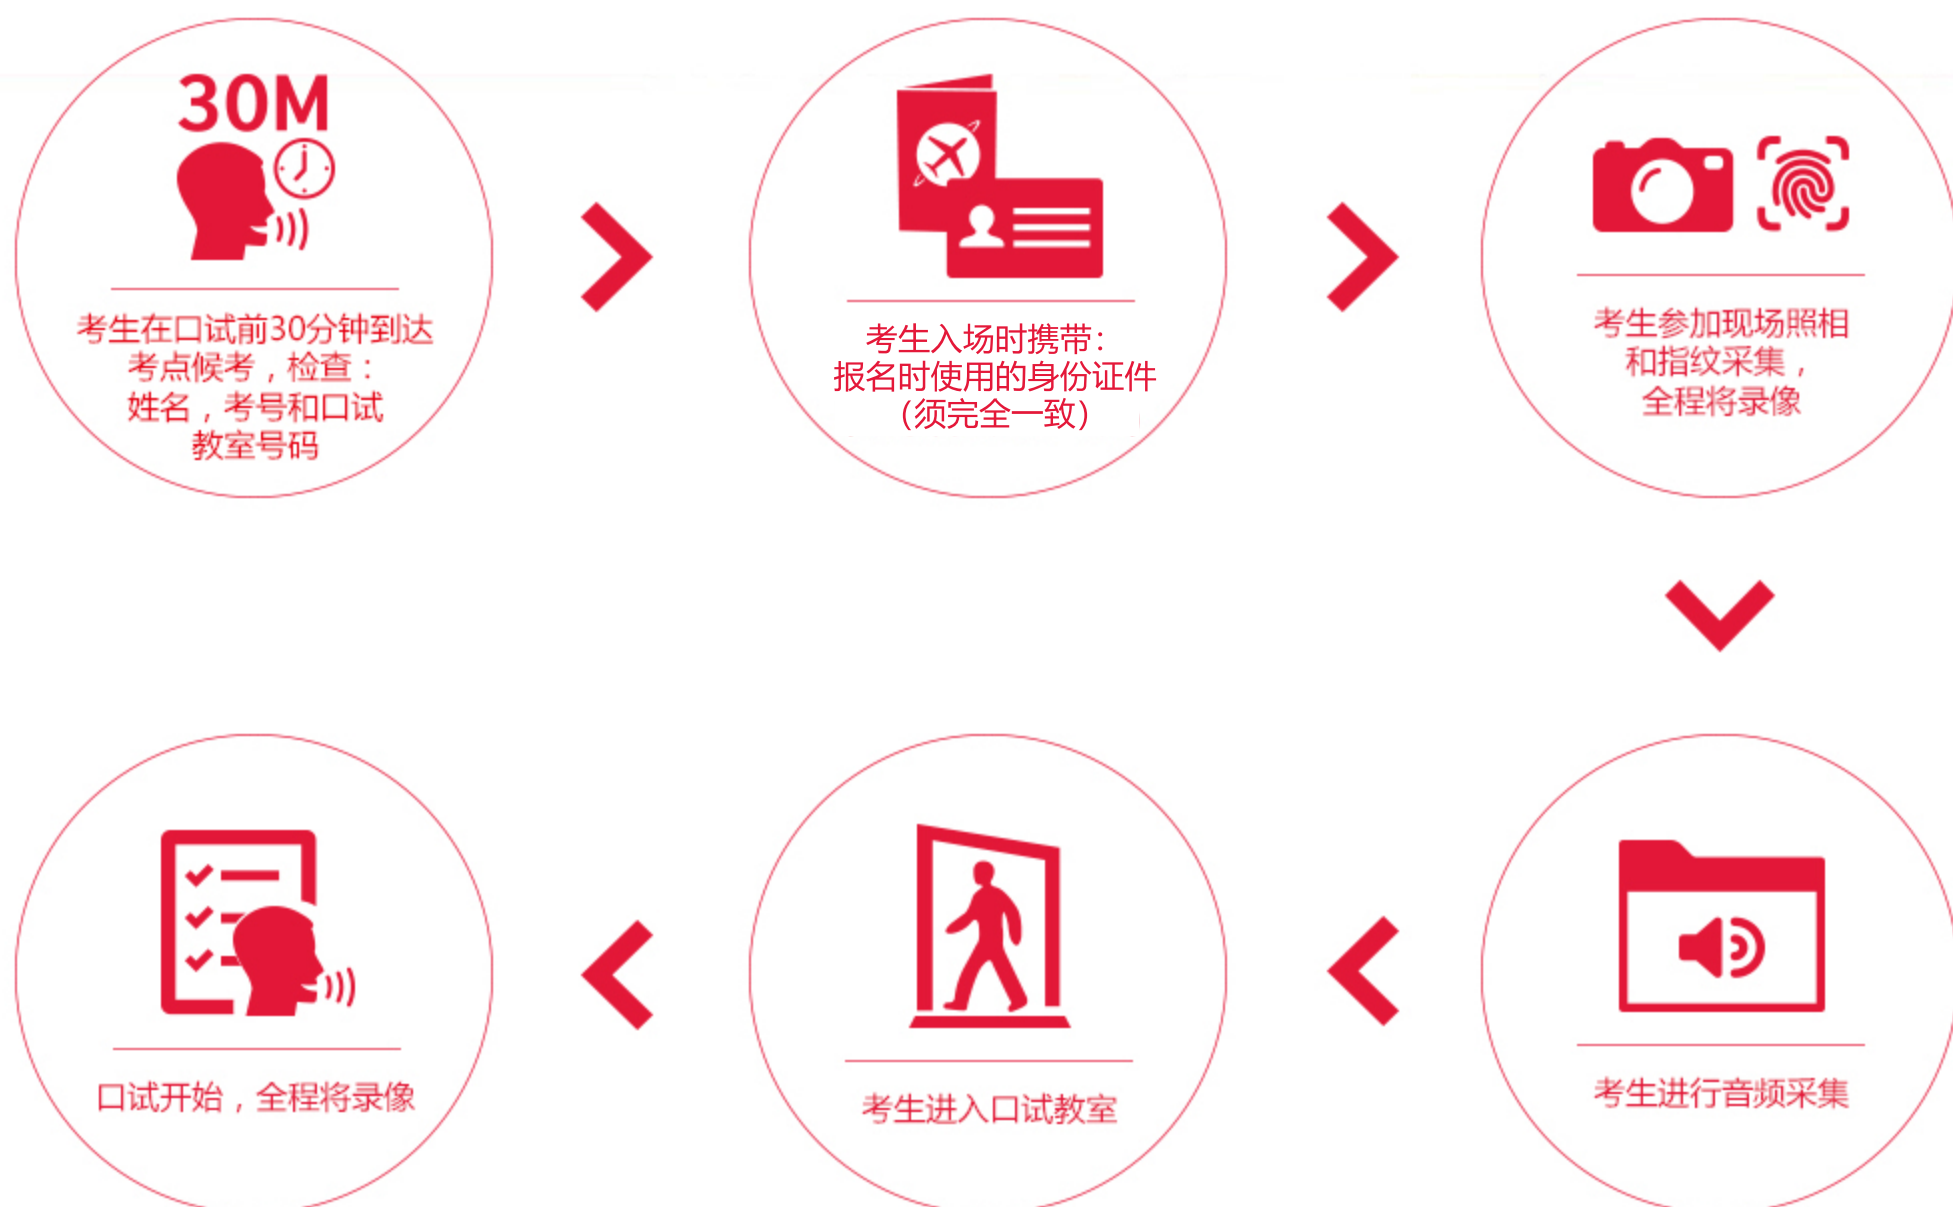 30M
考生在口试前30分钟到达
考点候考，检查：
姓名，考号和口试
教室号码
考生入场时携带：
报名时使用的身份证件
（须完全一致）
考生参加现场照相
和指纹采集，
全程将录像
考生进行音频采集
考生进入口试教室
口试开始，全程将录像